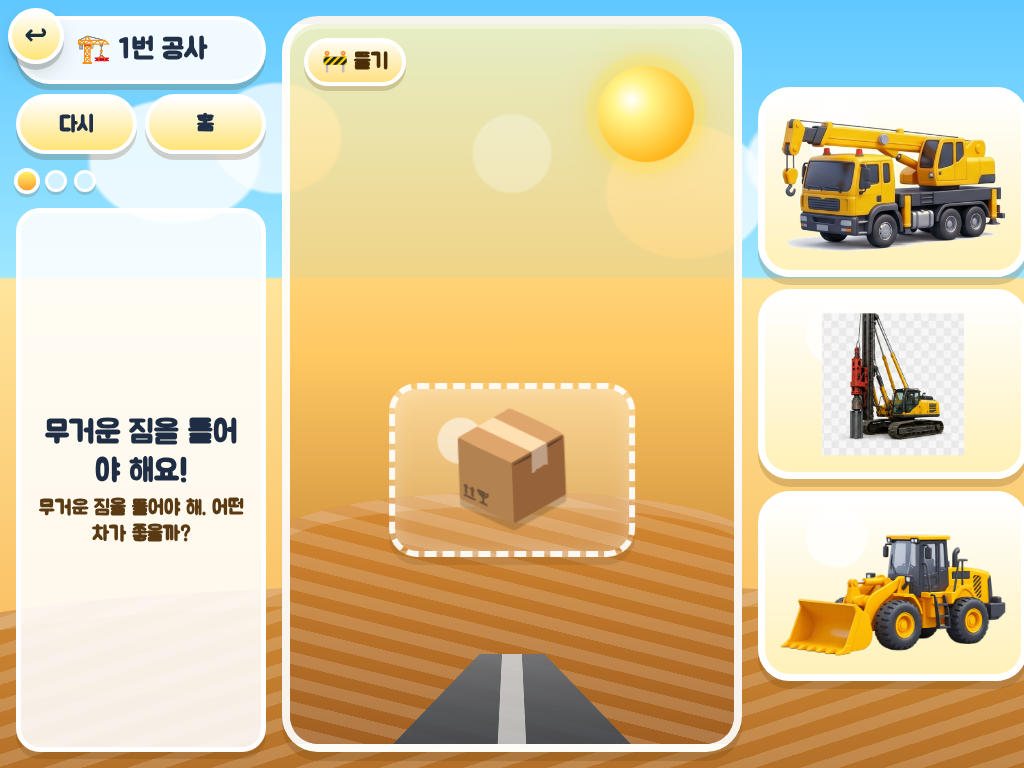 1번 공사
다시
홈
들기
무거운 짐을 들어
야 해요!
무거운 짐을 들어야 해. 어떤
차가 좋을까?